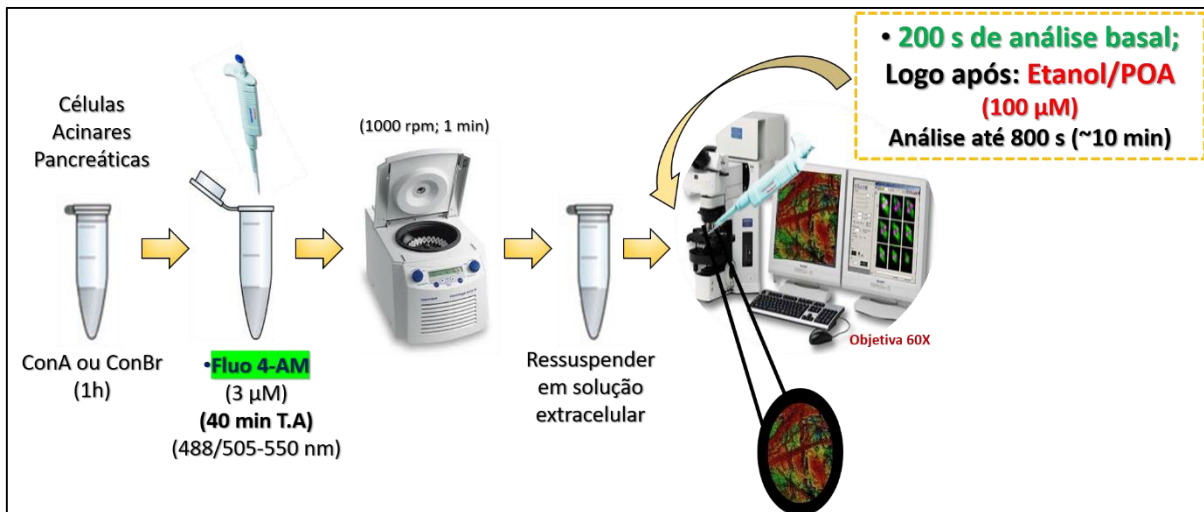 Células
Acinares
Pancreáticas
ConA ou ConBr
(1h)
•Fluo 4-AM
(3 µM)
(40 min T.A)
(488/505-550 nm)
(1000 rpm; 1 min)
Ressuspender
em solução
extracelular
• 200 s de análise basal;
Logo após: Etanol/POA
(100 µM)
Análise até 800 s (~10 min)
Objetiva 60X